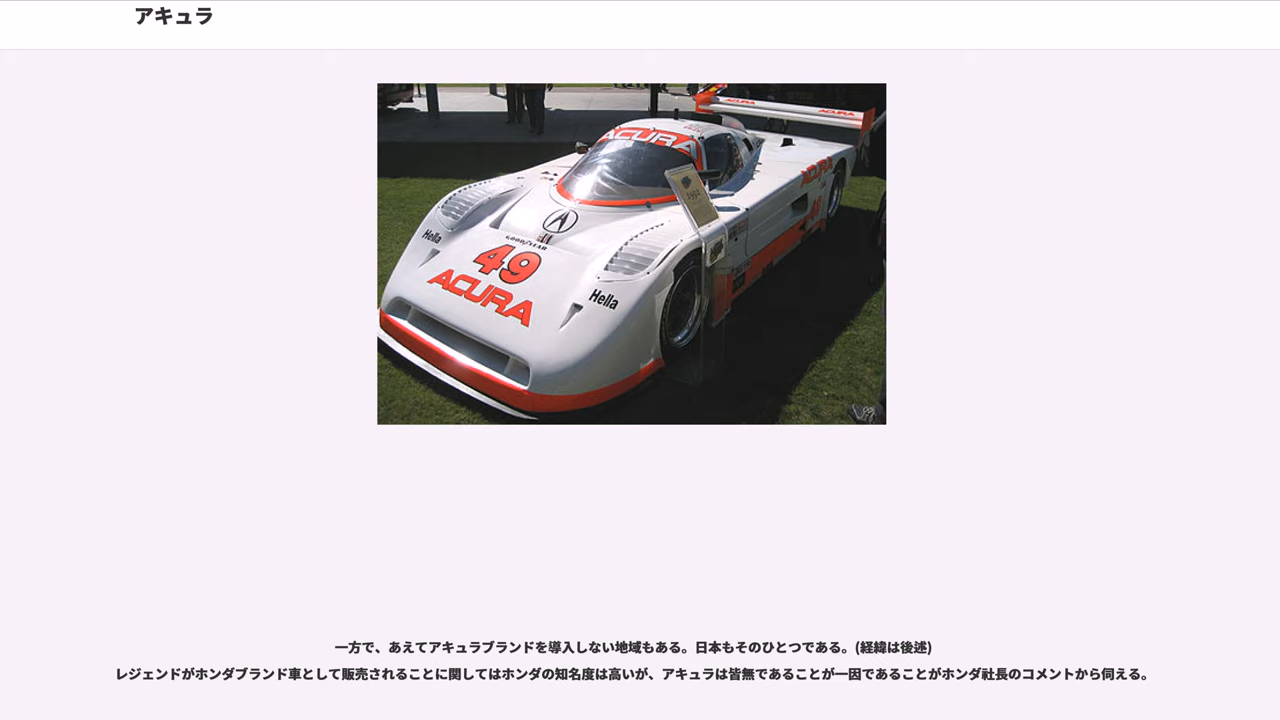 アキュラ
ACURA
ACURA
ACURA
ACURA
1992
Hella
GOODYEAR
49
ACURA
Hella
一方で、あえてアキュラブランドを導入しない地域もある。日本もそのひとつである。(経緯は後述)
レジェンドがホンダブランド車として販売されることに関してはホンダの知名度は高いが、アキュラは皆無であることが一因であることがホンダ社長のコメントから伺える。